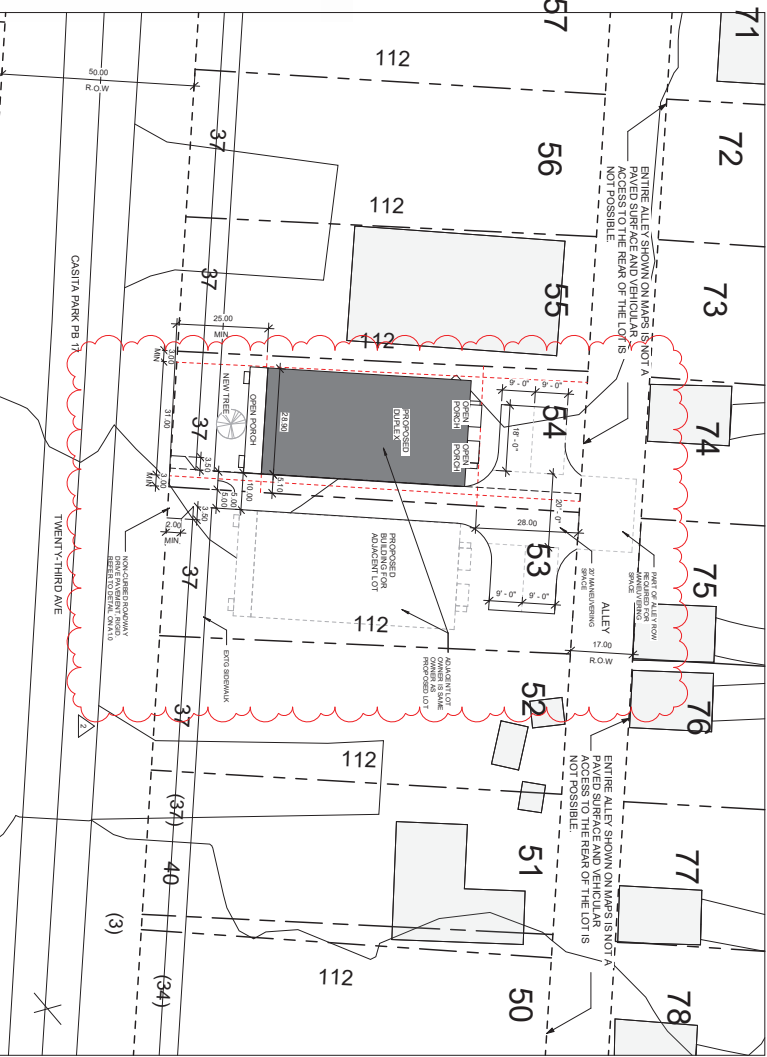 71
72
73
74
75
76
77
78
57
56
55
54
53
52
51
50
ENTIRE ALLEY SHOWN ON MAPS IS NOT A
PAVED SURFACE AND VEHICULAR
ACCESS TO THE REAR OF THE LOT IS
NOT POSSIBLE.
ENTIRE ALLEY SHOWN ON MAPS IS NOT A
PAVED SURFACE AND VEHICULAR
ACCESS TO THE REAR OF THE LOT IS
NOT POSSIBLE.
PART OF ALLEY ROW
REQUIRED FOR
MANEUVERING
SPACE
ALLEY
17.00
R.O.W
20' MANEUVERING
SPACE
9' - 0"
9' - 0"
18' - 0"
20' - 0"
28.00
9' - 0"
9' - 0"
112
112
112
112
112
112
OPEN
PORCH
OPEN
PORCH
PROPOSED
DUPLEX
28.90
5.10
10.00
OPEN PORCH
NEW TREE
25.00
MIN
3.00
MIN
31.00
3.00
MIN
3.50
5.00
5.00
3.50
2.00
MIN.
PROPOSED
BUILDING FOR
ADJACENT LOT
ADJACENT LOT
OWNER IS SAME
OWNER AS
PROPOSED LOT
EXTG SIDEWALK
NON-CURBED ROADWAY
DRIVE PAVEMENT, RIGID.
REFER TO DETAIL ON A1.0
37
37
37
37
37
(37)
40
(3)
(34)
50.00
R.O.W
CASITA PARK PB 17
TWENTY-THIRD AVE
2